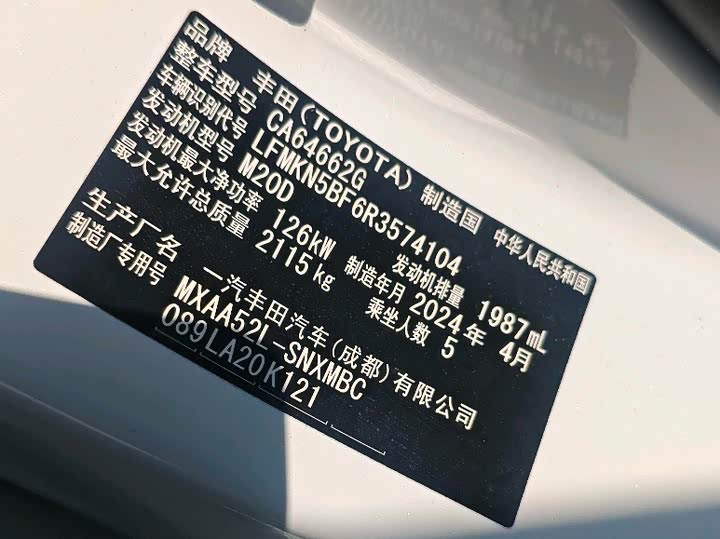 品牌 丰田(TOYOTA) 制造国 中华人民共和国
整车型号 CA64662G
车辆识别代号 LFMKN5BF6R3574104
发动机型号 M20D 发动机排量 1987mL
发动机最大净功率 126kW 制造年月 2024年 4月
最大允许总质量 2115kg 乘坐人数 5
生产厂名 一汽丰田汽车(成都)有限公司
制造厂专用号 MXAA52L-SNXMBC
089LA20K121